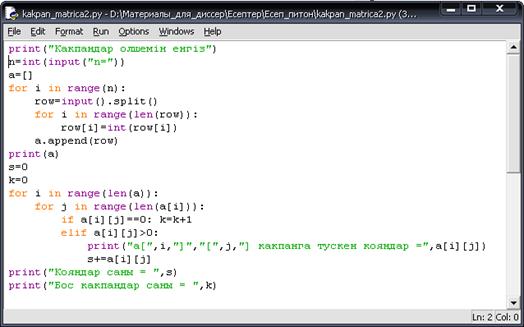 kakpan_matrica2.py - D:\Материалы_для_диссер\Есептер\Есеп_питон\kakpan_matrica2.py (3...
File Edit Format Run Options Windows Help
print("Какпандар олшемін енгіз")
n=int(input("n="))
a=[]
for i in range(n):
    row=input().split()
    for i in range(len(row)):
        row[i]=int(row[i])
    a.append(row)
print(a)
s=0
k=0
for i in range(len(a)):
    for j in range(len(a[i])):
        if a[i][j]==0: k=k+1
        elif a[i][j]>0:
            print("a[",i,"]","[",j,"] какпанга тускен кояндар =",a[i][j])
            s+=a[i][j]
print("Кояндар саны = ",s)
print("Бос какпандар саны = ",k)
Ln: 2 Col: 0